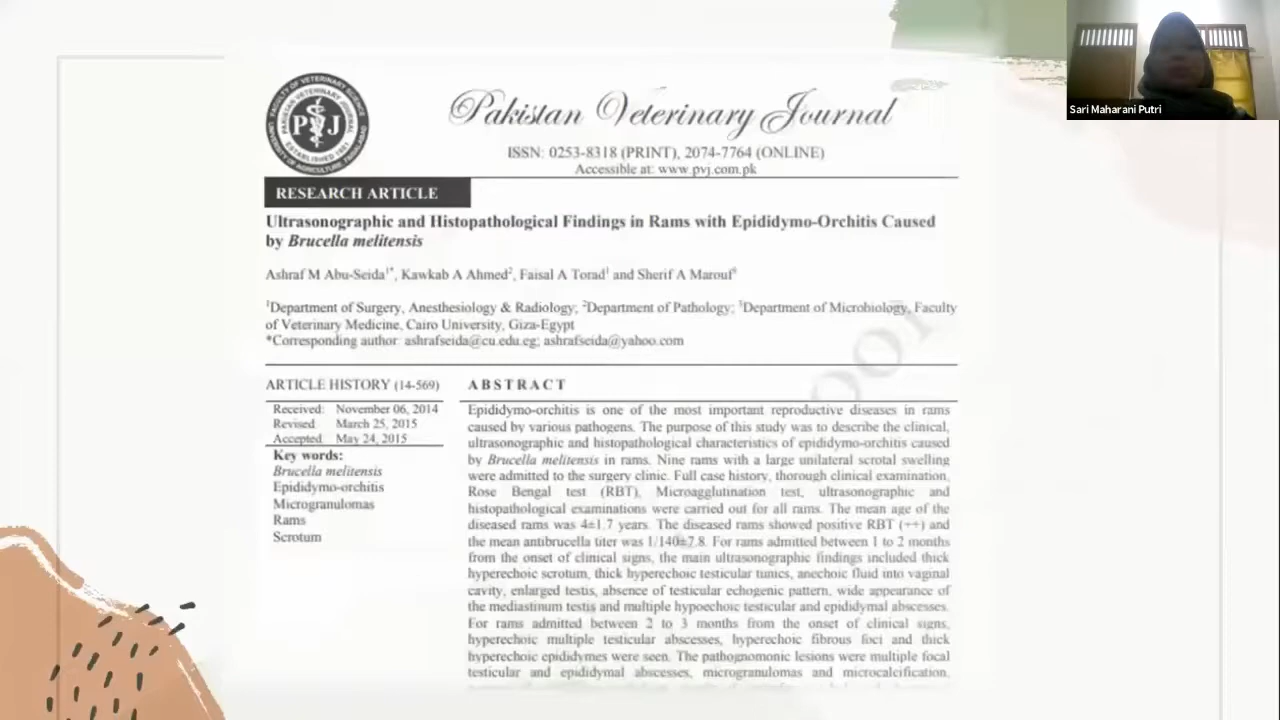 Sari Maharani Putri
PVJ
Pakistan Veterinary Journal
ISSN: 0253-8318 (PRINT), 2074-7764 (ONLINE)
Accessible at: www.pvj.com.pk
RESEARCH ARTICLE
Ultrasonographic and Histopathological Findings in Rams with Epididymo-Orchitis Caused
by Brucella melitensis
Ashraf M Abu-Seida¹*, Kawkab A Ahmed², Faisal A Torad¹ and Sherif A Marouf³
¹Department of Surgery, Anesthesiology & Radiology; ²Department of Pathology; ³Department of Microbiology, Faculty
of Veterinary Medicine, Cairo University, Giza-Egypt
*Corresponding author: ashrafseida@cu.edu.eg; ashrafseida@yahoo.com
ARTICLE HISTORY (14-569)
Received: November 06, 2014
Revised March 25, 2015
Accepted May 24, 2015
Key words:
Brucella melitensis
Epididymo-orchitis
Microgranulomas
Rams
Scrotum
ABSTRACT
Epididymo-orchitis is one of the most important reproductive diseases in rams
caused by various pathogens. The purpose of this study was to describe the clinical,
ultrasonographic and histopathological characteristics of epididymo-orchitis caused
by Brucella melitensis in rams. Nine rams with a large unilateral scrotal swelling
were admitted to the surgery clinic. Full case history, thorough clinical examination,
Rose Bengal test (RBT), Microagglutination test, ultrasonographic and
histopathological examinations were carried out for all rams. The mean age of the
diseased rams was 4±1.7 years. The diseased rams showed positive RBT (++) and
the mean antibrucella titer was 1/140±7.8. For rams admitted between 1 to 2 months
from the onset of clinical signs, the main ultrasonographic findings included thick
hyperechoic scrotum, thick hyperechoic testicular tunics, anechoic fluid into vaginal
cavity, enlarged testis, absence of testicular echogenic pattern, wide appearance of
the mediastinum testis and multiple hypoechoic testicular and epididymal abscesses.
For rams admitted between 2 to 3 months from the onset of clinical signs,
hyperechoic multiple testicular abscesses, hyperechoic fibrous foci and thick
hyperechoic epididymes were seen. The pathognomonic lesions were multiple focal
testicular and epididymal abscesses, microgranulomas and microcalcification.